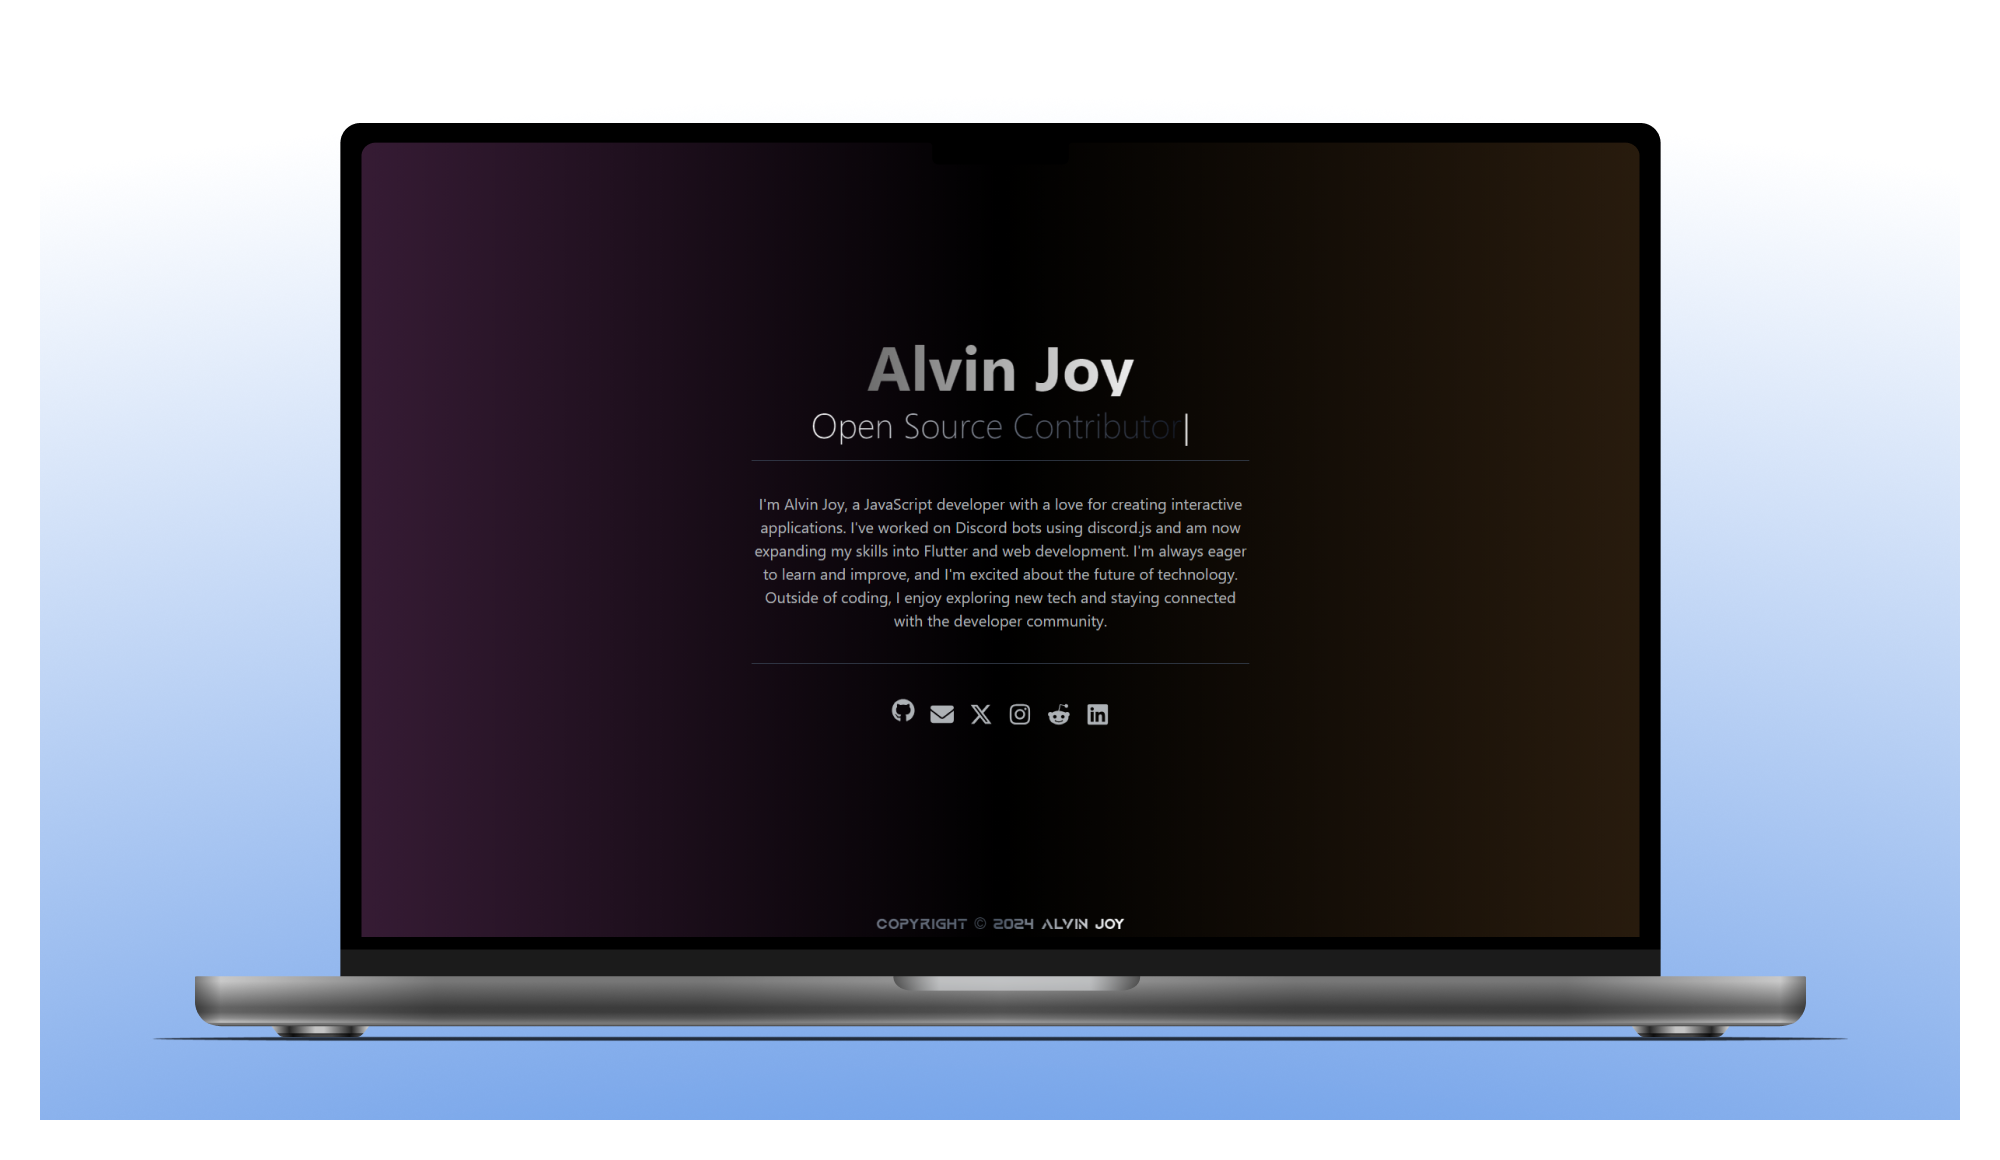 Alvin Joy
Open Source Contributor|
I'm Alvin Joy, a JavaScript developer with a love for creating interactive
applications. I've worked on Discord bots using discord.js and am now
expanding my skills into Flutter and web development. I'm always eager
to learn and improve, and I'm excited about the future of technology.
Outside of coding, I enjoy exploring new tech and staying connected
with the developer community.
COPYRIGHT © 2024 ALVIN JOY